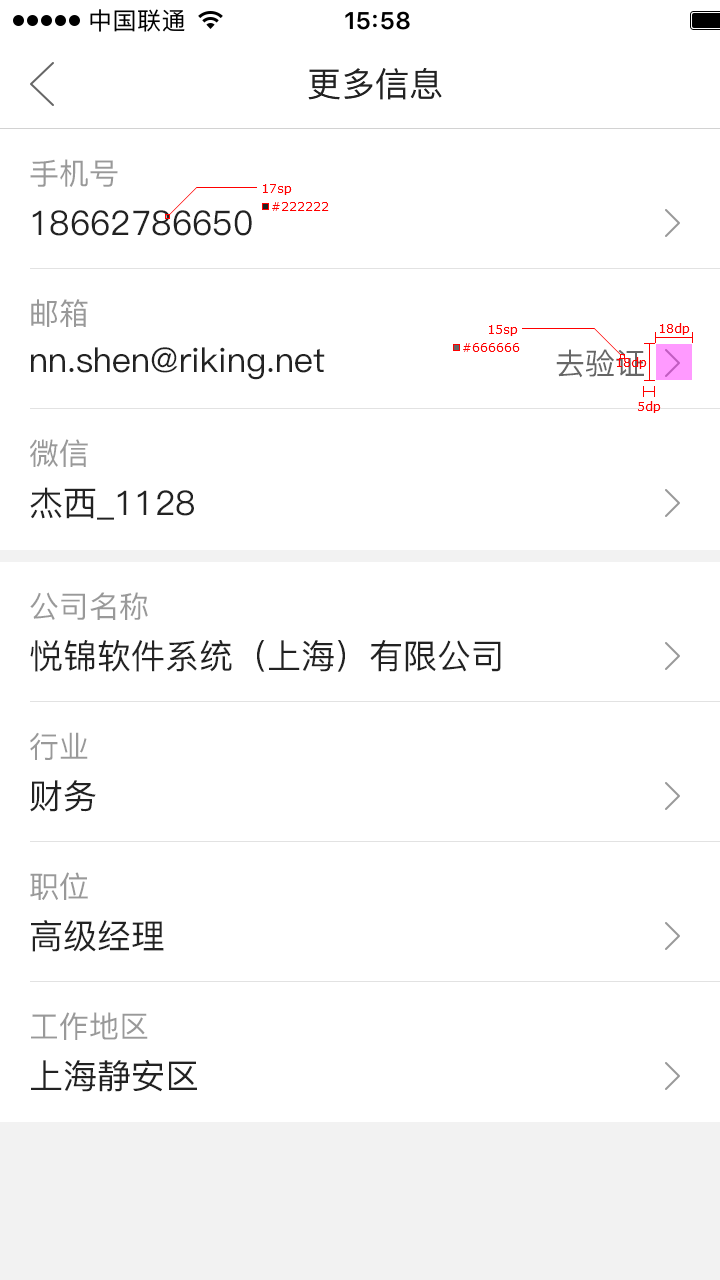 中国联通 15:58
更多信息
手机号
17sp
#222222
18662786650
邮箱
15sp
18dp
#666666
nn.shen@riking.net
去验证
18dp
5dp
微信
杰西_1128
公司名称
悦锦软件系统（上海）有限公司
行业
财务
职位
高级经理
工作地区
上海静安区